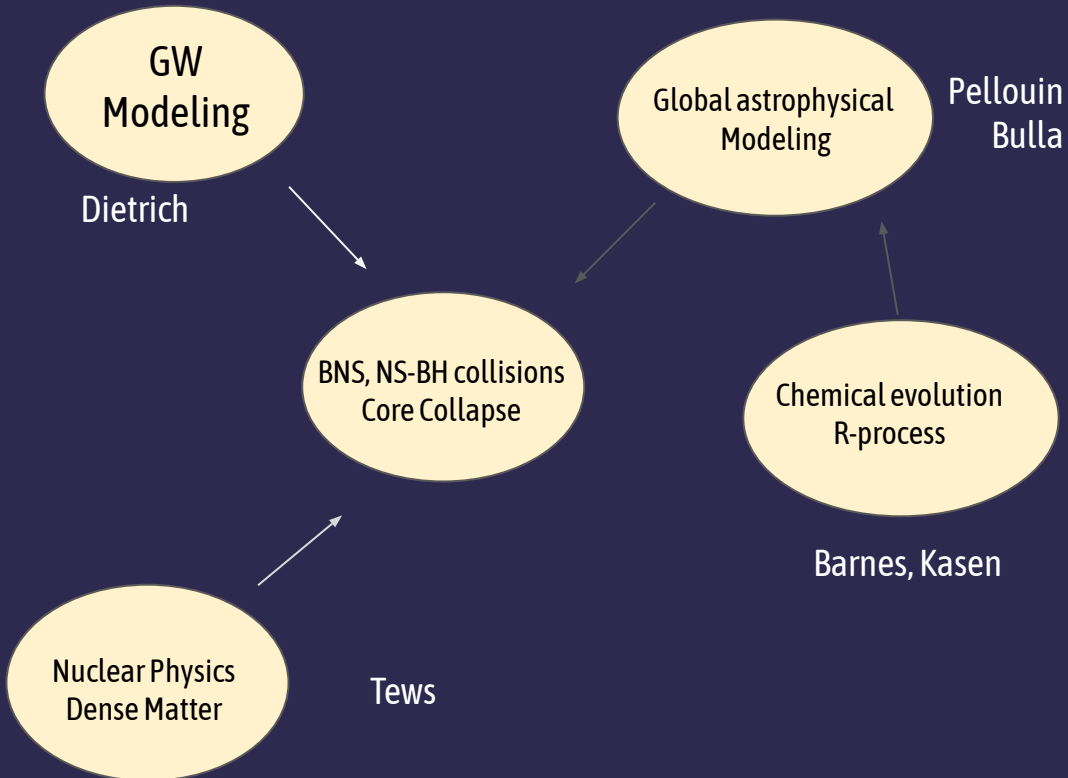 GW
Modeling
Dietrich
Global astrophysical
Modeling
Pellouin
Bulla
BNS, NS-BH collisions
Core Collapse
Chemical evolution
R-process
Barnes, Kasen
Nuclear Physics
Dense Matter
Tews